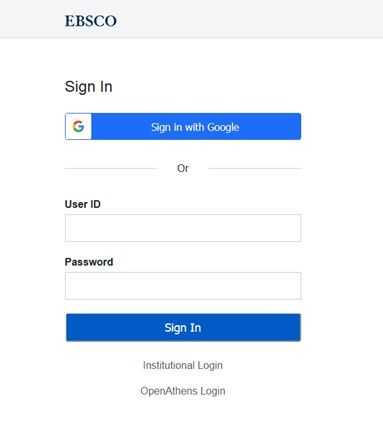 EBSCO
Sign In
Sign in with Google
Or
User ID
Password
Sign In
Institutional Login
OpenAthens Login